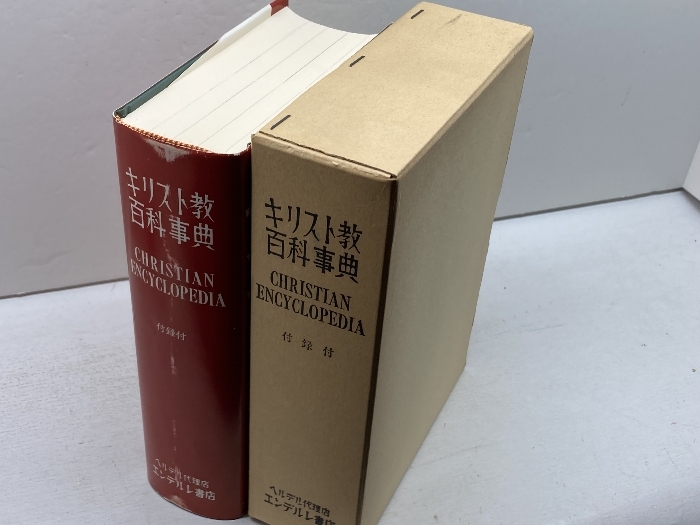 キリスト教
百科事典
CHRISTIAN
ENCYCLOPEDIA
付録付
ヘルデル代理店
エンデルレ書店
キリスト教
百科事典
CHRISTIAN
ENCYCLOPEDIA
付録付
ヘルデル代理店
エンデルレ書店